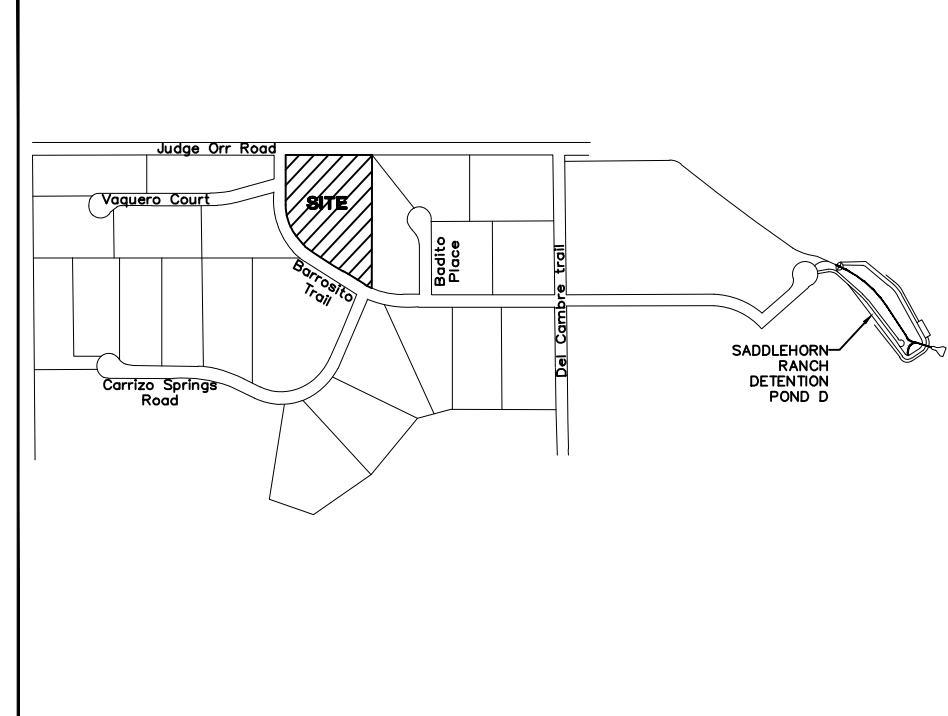 Judge Orr Road
Vaquero Court
SITE
Badito
Place
Barrosito
Trail
Del Cambre trail
SADDLEHORN
RANCH
DETENTION
POND D
Carrizo Springs
Road